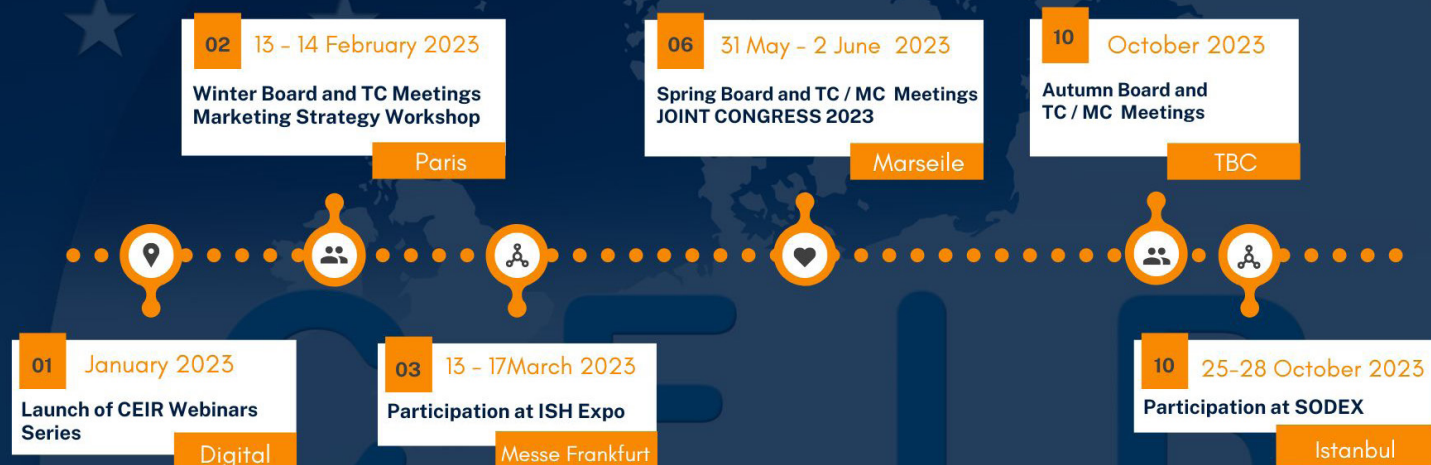 02
13 - 14 February 2023
Winter Board and TC Meetings
Marketing Strategy Workshop
Paris
06
31 May - 2 June 2023
Spring Board and TC / MC Meetings
JOINT CONGRESS 2023
Marseile
10
October 2023
Autumn Board and
TC / MC Meetings
TBC
01
January 2023
Launch of CEIR Webinars
Series
Digital
03
13 - 17March 2023
Participation at ISH Expo
Messe Frankfurt
10
25-28 October 2023
Participation at SODEX
Istanbul
CEIR